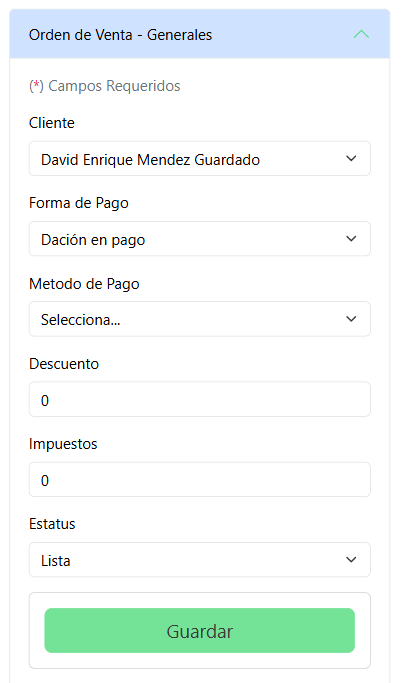 Orden de Venta - Generales
(*) Campos Requeridos
Cliente
David Enrique Mendez Guardado
Forma de Pago
Dación en pago
Metodo de Pago
Selecciona...
Descuento
0
Impuestos
0
Estatus
Lista
Guardar